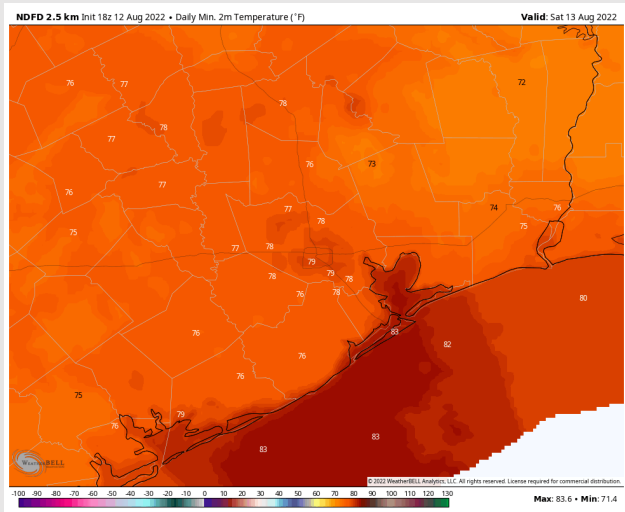 NDFD 2.5 km Init 18z 12 Aug 2022 • Daily Min. 2m Temperature (°F)
Valid: Sat 13 Aug 2022
76 77 72
78 78
77
76 73
77
76
77 74 76
78 75
75
77 78
79
78 79 78
76 78 80
76 83
82
76
76
75
79
76
83
83
WeatherBELL
© 2022 WeatherBELL Analytics, LLC. All rights reserved. License required for commercial distribution.
-100 -90 -80 -70 -60 -50 -40 -30 -20 -10 0 10 20 30 40 50 60 70 80 90 100 110 120 130
Max: 83.6 • Min: 71.4